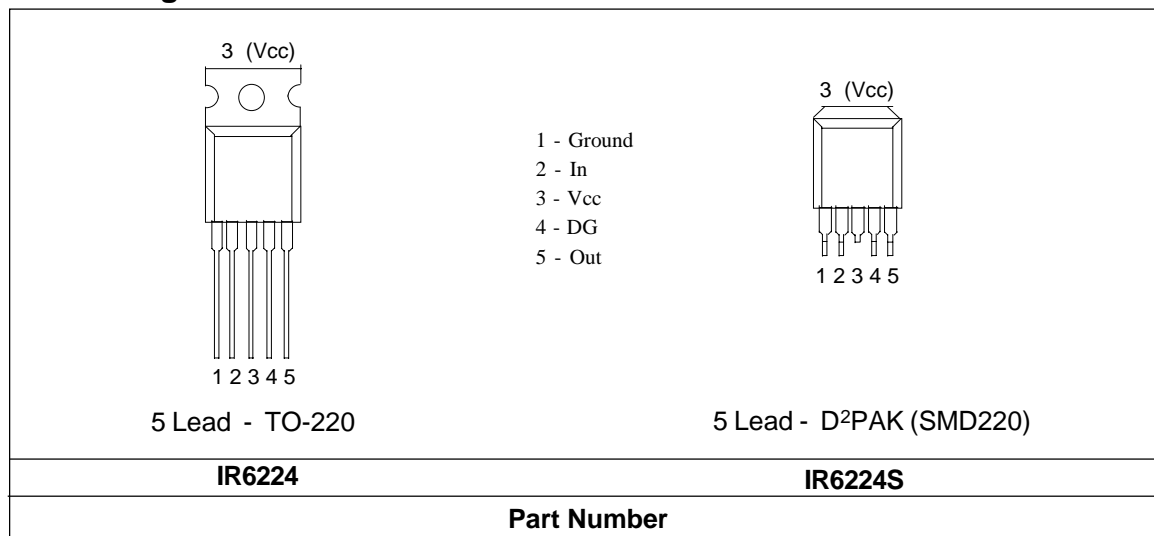 3 (Vcc)
1 - Ground
2 - In
3 - Vcc
4 - DG
5 - Out
3 (Vcc)
1 2 3 4 5
1 2 3 4 5
5 Lead - TO-220
5 Lead - D²PAK (SMD220)
IR6224
IR6224S
Part Number